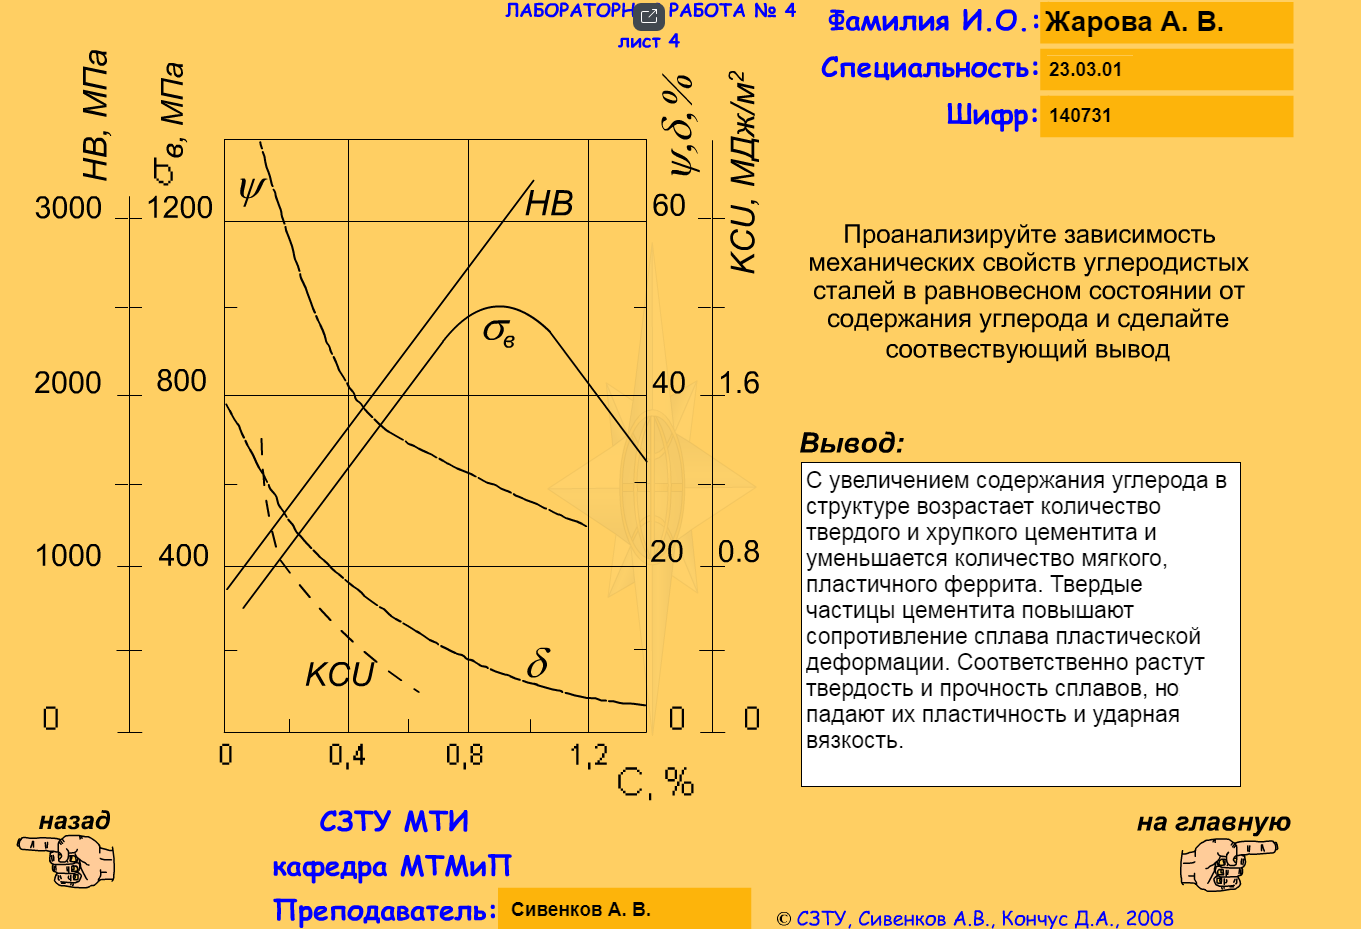 ЛАБОРАТОРН РАБОТА № 4
лист 4
Фамилия И.О.: Жарова А. В.
Специальность: 23.03.01
Шифр: 140731
HB, МПа
σв, МПа
ψ,δ,%
KCU, МДж/м²
3000 1200 60
2000 800 40 1.6
1000 400 20 0.8
0 0 0
ψ
HB
σв
KCU
δ
0 0,4 0,8 1,2
C, %
Проанализируйте зависимость
механических свойств углеродистых
сталей в равновесном состоянии от
содержания углерода и сделайте
соотвествующий вывод
Вывод:
С увеличением содержания углерода в
структуре возрастает количество
твердого и хрупкого цементита и
уменьшается количество мягкого,
пластичного феррита. Твердые
частицы цементита повышают
сопротивление сплава пластической
деформации. Соответственно растут
твердость и прочность сплавов, но
падают их пластичность и ударная
вязкость.
назад
на главную
СЗТУ МТИ
кафедра МТМиП
Преподаватель: Сивенков А. В.
© СЗТУ, Сивенков А.В., Кончус Д.А., 2008